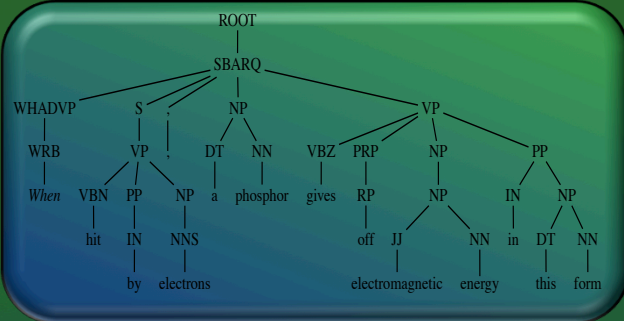 ROOT
SBARQ
WHADVP S , NP VP
WRB VP , DT NN VBZ PRP NP PP
When VBN PP NP a phosphor gives RP NP IN NP
hit IN NNS off JJ NN in DT NN
by electrons electromagnetic energy this form